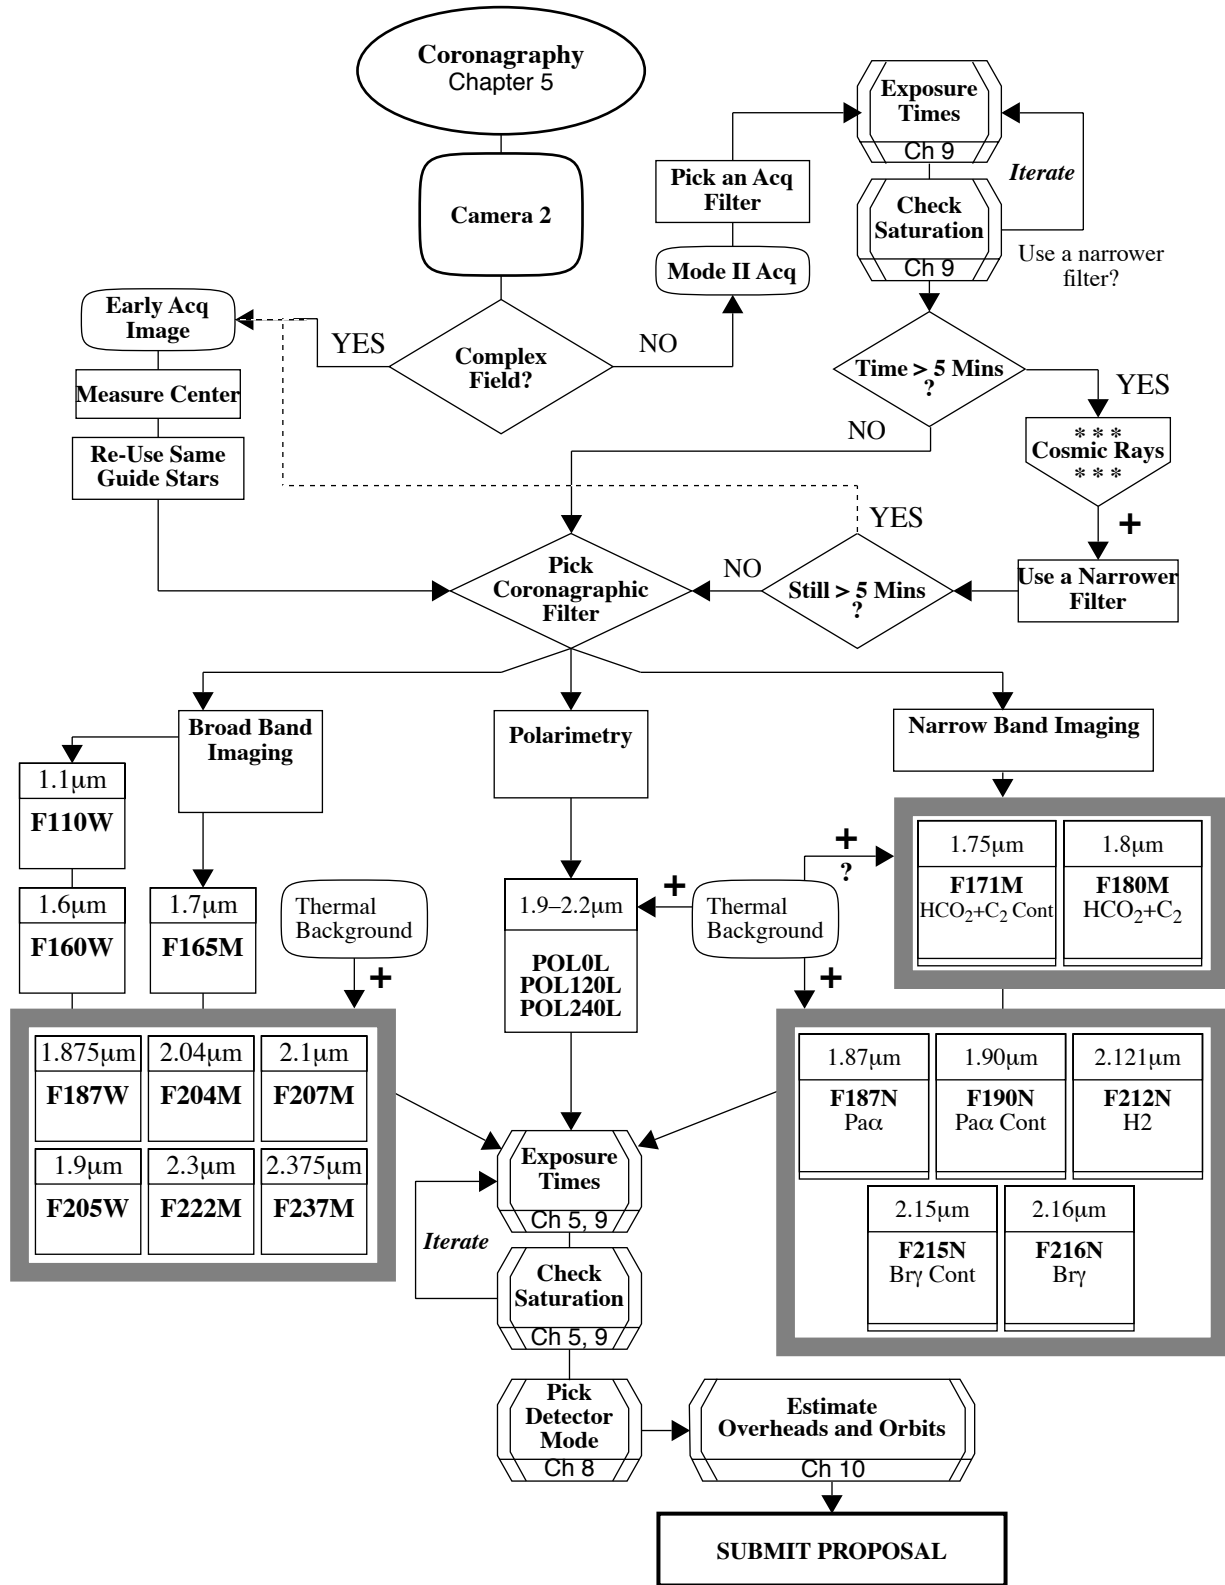 Coronagraphy
Chapter 5
Camera 2
Complex
Field?
YES
NO
Early Acq
Image
Measure Center
Re-Use Same
Guide Stars
Mode II Acq
Pick an Acq
Filter
Exposure
Times
Ch 9
Iterate
Check
Saturation
Ch 9
Use a narrower
filter?
Time > 5 Mins
?
YES
NO
* * *
Cosmic Rays
* * *
+
Use a Narrower
Filter
Still > 5 Mins
?
YES
NO
Pick
Coronagraphic
Filter
Broad Band
Imaging
Polarimetry
Narrow Band Imaging
1.1µm
F110W
1.6µm
F160W
1.7µm
F165M
Thermal
Background
+
1.875µm
F187W
2.04µm
F204M
2.1µm
F207M
1.9µm
F205W
2.3µm
F222M
2.375µm
F237M
1.9–2.2µm
POL0L
POL120L
POL240L
+
Thermal
Background
+
?
+
1.75µm
F171M
HCO₂+C₂ Cont
1.8µm
F180M
HCO₂+C₂
1.87µm
F187N
Paα
1.90µm
F190N
Paα Cont
2.121µm
F212N
H2
2.15µm
F215N
Brγ Cont
2.16µm
F216N
Brγ
Exposure
Times
Ch 5, 9
Iterate
Check
Saturation
Ch 5, 9
Pick
Detector
Mode
Ch 8
Estimate
Overheads and Orbits
Ch 10
SUBMIT PROPOSAL